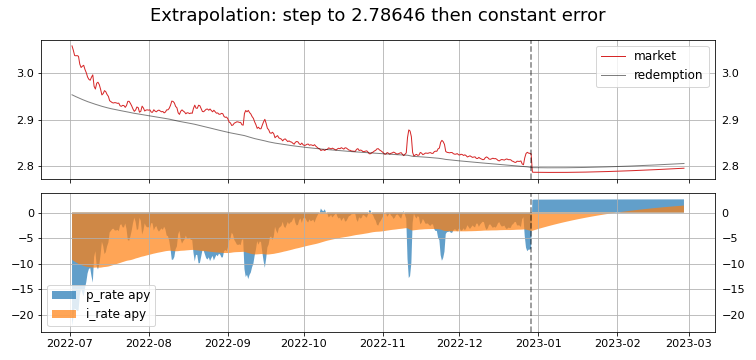 Extrapolation: step to 2.78646 then constant error
market
redemption
3.0 3.0
2.9 2.9
2.8 2.8
0 0
−5 −5
−10 −10
−15 −15
−20 −20
p_rate apy
i_rate apy
2022-07 2022-08 2022-09 2022-10 2022-11 2022-12 2023-01 2023-02 2023-03